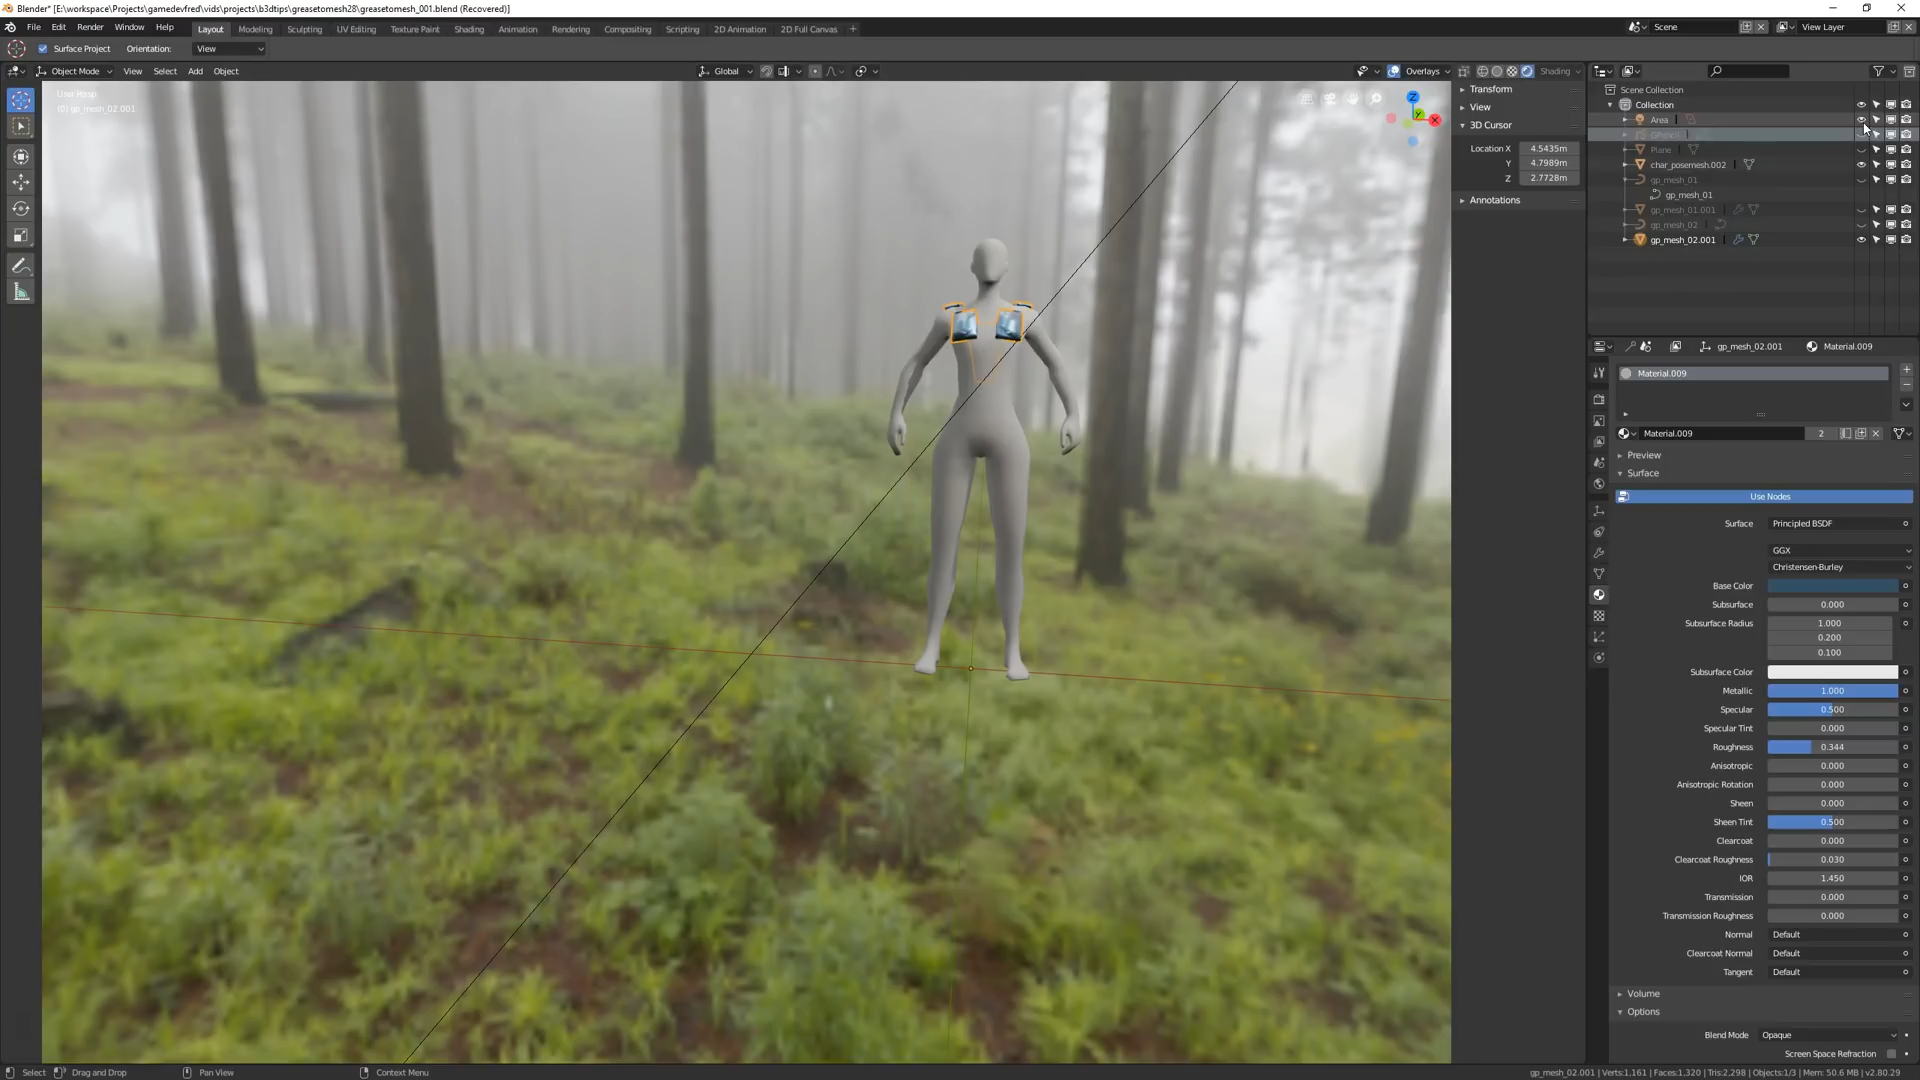 Blender* [E:\workspace\Projects\gamedevfred\vids\projects\b3dtips\greasetomesh28\greasetomesh_001.blend (Recovered)]
File Edit Render Window Help Layout Modeling Sculpting UV Editing Texture Paint Shading Animation Rendering Compositing Scripting 2D Animation 2D Full Canvas + Scene View Layer
Surface Project Orientation: View
Object Mode View Select Add Object Global Overlays Shading
User Persp
(0) gp_mesh_02.001
Transform
View
3D Cursor
Location X 4.5435m
Y 4.7989m
Z 2.7728m
Annotations
Z
Y
X
Scene Collection
Collection
Area
GPencil
Plane
char_posemesh.002
gp_mesh_01
gp_mesh_01
gp_mesh_01.001
gp_mesh_02
gp_mesh_02.001
gp_mesh_02.001 Material.009
Material.009
Material.009 2
Preview
Surface
Use Nodes
Surface Principled BSDF
GGX
Christensen-Burley
Base Color
Subsurface 0.000
Subsurface Radius 1.000
0.200
0.100
Subsurface Color
Metallic 1.000
Specular 0.500
Specular Tint 0.000
Roughness 0.344
Anisotropic 0.000
Anisotropic Rotation 0.000
Sheen 0.000
Sheen Tint 0.500
Clearcoat 0.000
Clearcoat Roughness 0.030
IOR 1.450
Transmission 0.000
Transmission Roughness 0.000
Normal Default
Clearcoat Normal Default
Tangent Default
Volume
Options
Blend Mode Opaque
Screen Space Refraction
Select Drag and Drop Pan View Context Menu gp_mesh_02.001 | Verts:1,161 | Faces:1,320 | Tris:2,298 | Objects:1/3 | Mem: 50.6 MB | v2.80.29